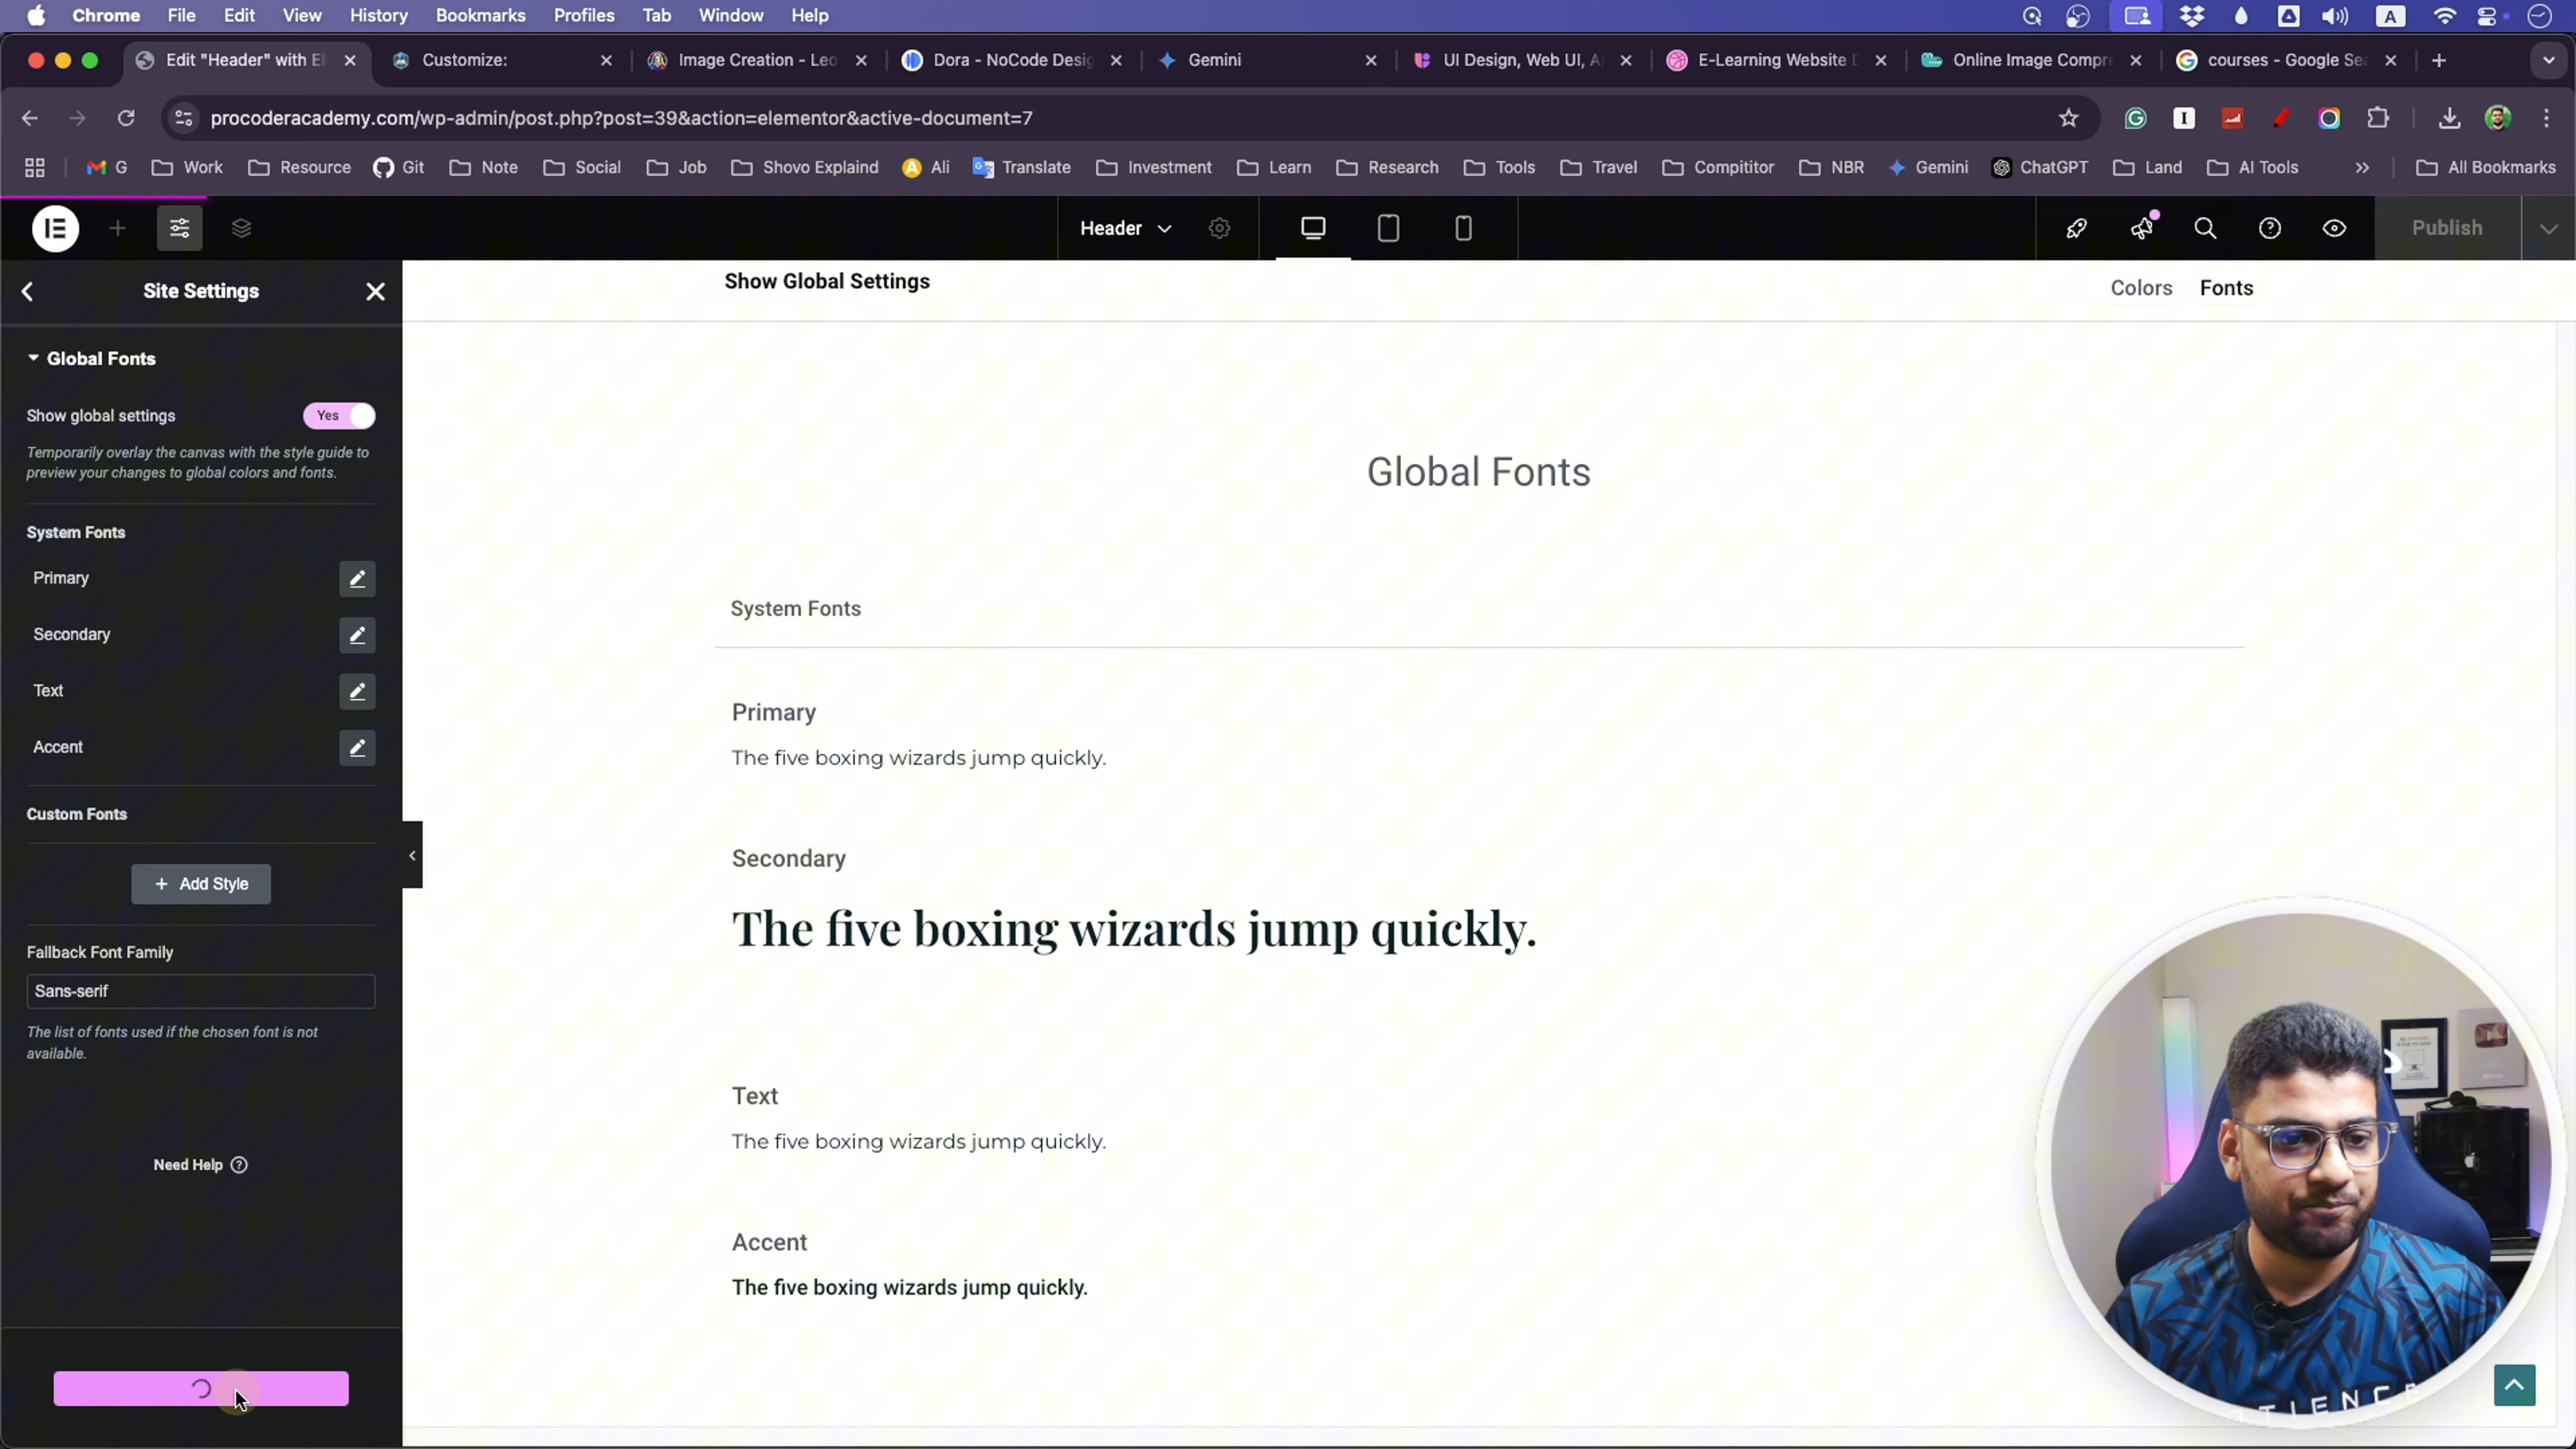 Chrome File Edit View History Bookmarks Profiles Tab Window Help
A
Edit "Header" with El
Customize:
Image Creation - Leo
Dora - NoCode Desig
Gemini
UI Design, Web UI, A
E-Learning Website D
Online Image Compr
courses - Google Sea
procoderacademy.com/wp-admin/post.php?post=39&action=elementor&active-document=7
G Work Resource Git Note Social Job Shovo Explaind Ali Translate Investment Learn Research Tools Travel Compititor NBR Gemini ChatGPT Land AI Tools » All Bookmarks
Header
Publish
Site Settings
Show Global Settings
Colors Fonts
Global Fonts
Show global settings
Yes
Temporarily overlay the canvas with the style guide to
preview your changes to global colors and fonts.
System Fonts
Primary
Secondary
Text
Accent
Custom Fonts
+ Add Style
Fallback Font Family
Sans-serif
The list of fonts used if the chosen font is not
available.
Need Help
Global Fonts
System Fonts
Primary
The five boxing wizards jump quickly.
Secondary
The five boxing wizards jump quickly.
Text
The five boxing wizards jump quickly.
Accent
The five boxing wizards jump quickly.